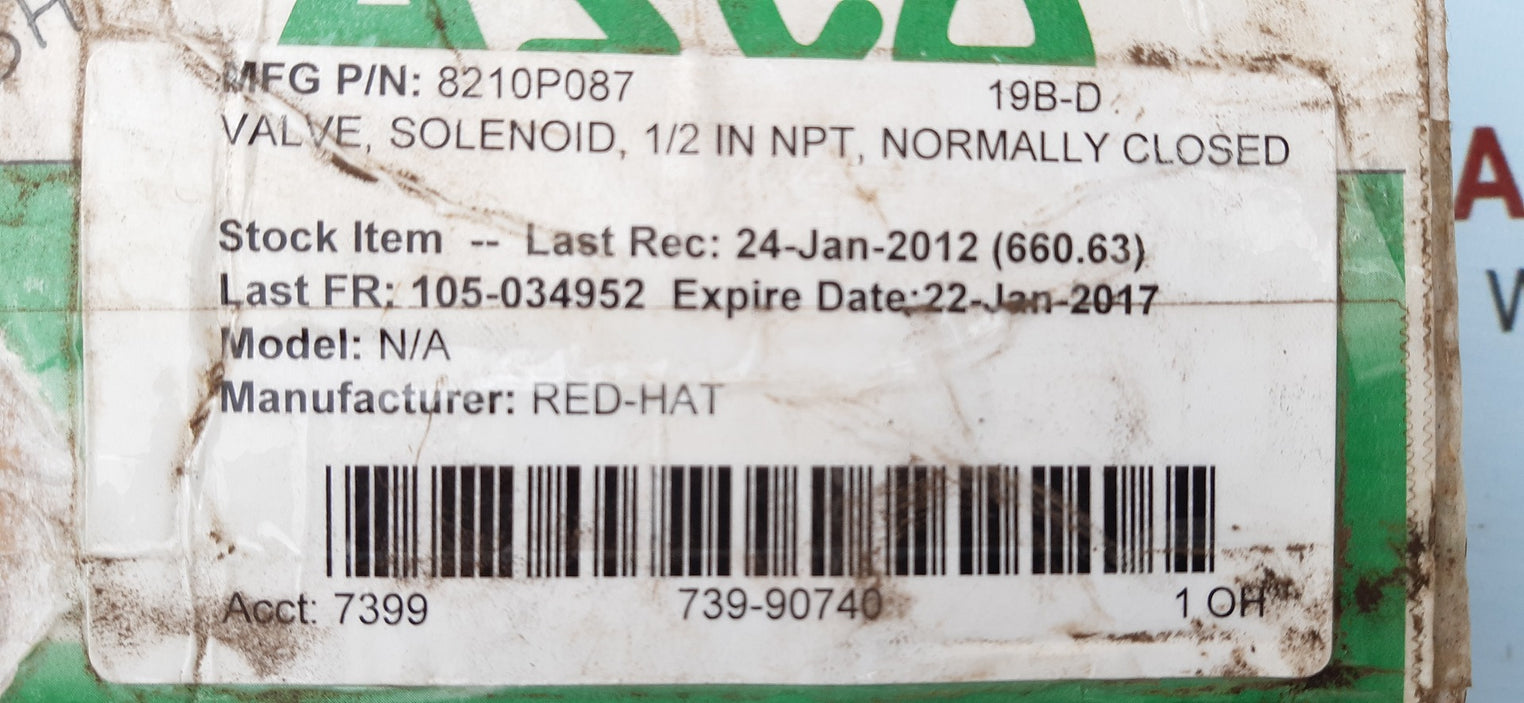 ASCO
MFG P/N: 8210P087 19B-D
VALVE, SOLENOID, 1/2 IN NPT, NORMALLY CLOSED
Stock Item -- Last Rec: 24-Jan-2012 (660.63)
Last FR: 105-034952 Expire Date:22-Jan-2017
Model: N/A
Manufacturer: RED-HAT
Acct: 7399 739-90740 1 OH